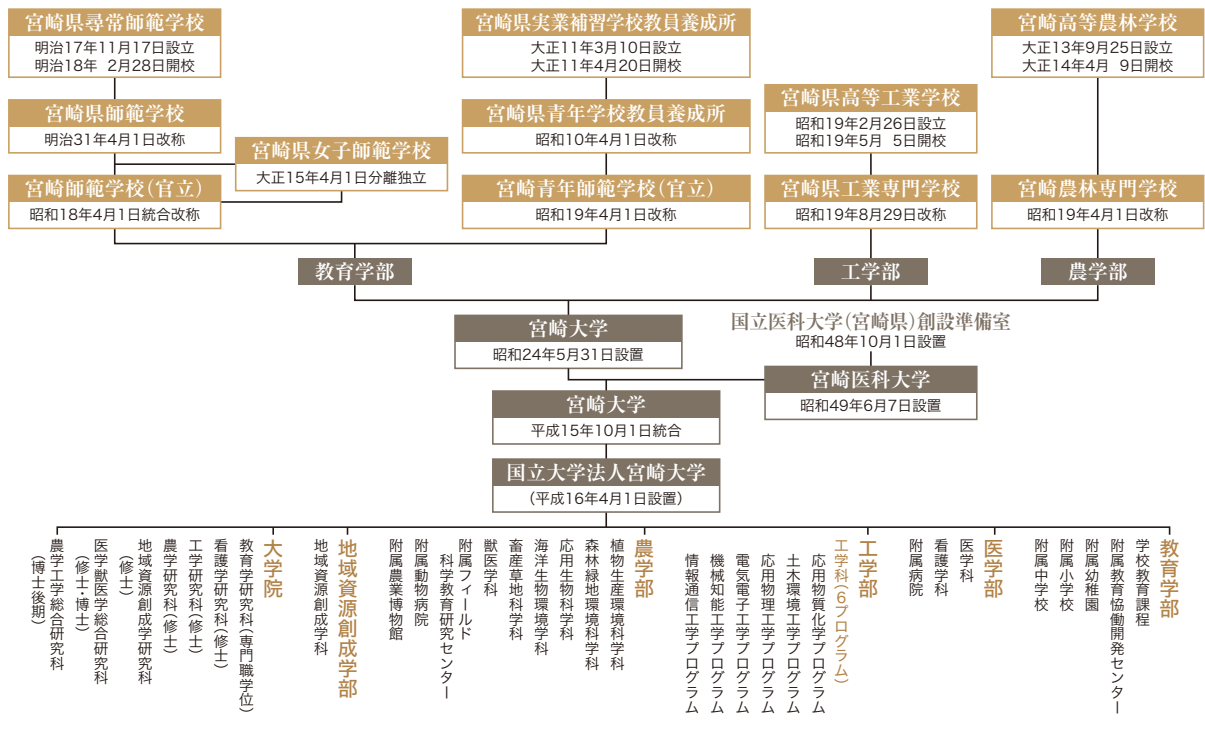 宮崎県尋常師範学校
明治17年11月17日設立
明治18年 2月28日開校
宮崎県実業補習学校教員養成所
大正11年3月10日設立
大正11年4月20日開校
宮崎高等農林学校
大正13年9月25日設立
大正14年4月 9日開校
宮崎県師範学校
明治31年4月1日改称
宮崎県青年学校教員養成所
昭和10年4月1日改称
宮崎県高等工業学校
昭和19年2月26日設立
昭和19年5月 5日開校
宮崎県女子師範学校
大正15年4月1日分離独立
宮崎師範学校（官立）
昭和18年4月1日統合改称
宮崎青年師範学校（官立）
昭和19年4月1日改称
宮崎県工業専門学校
昭和19年8月29日改称
宮崎農林専門学校
昭和19年4月1日改称
教育学部
工学部
農学部
宮崎大学
昭和24年5月31日設置
国立医科大学（宮崎県）創設準備室
昭和48年10月1日設置
宮崎医科大学
昭和49年6月7日設置
宮崎大学
平成15年10月1日統合
国立大学法人宮崎大学
（平成16年4月1日設置）
教育学部
学校教育課程
附属教育協働開発センター
附属幼稚園
附属小学校
附属中学校
医学部
医学科
看護学科
附属病院
工学部
工学科（6プログラム）
応用物質化学プログラム
土木環境工学プログラム
応用物理工学プログラム
電気電子工学プログラム
機械知能工学プログラム
情報通信工学プログラム
農学部
植物生産環境科学科
森林緑地環境科学科
応用生物科学科
海洋生物環境学科
畜産草地科学科
獣医学科
附属フィールド
科学教育研究センター
附属動物病院
附属農業博物館
地域資源創成学部
地域資源創成学科
大学院
教育学研究科（専門職学位）
看護学研究科（修士）
工学研究科（修士）
農学研究科（修士）
地域資源創成学研究科
（修士）
医学獣医学総合研究科
（修士・博士）
農学工学総合研究科
（博士後期）